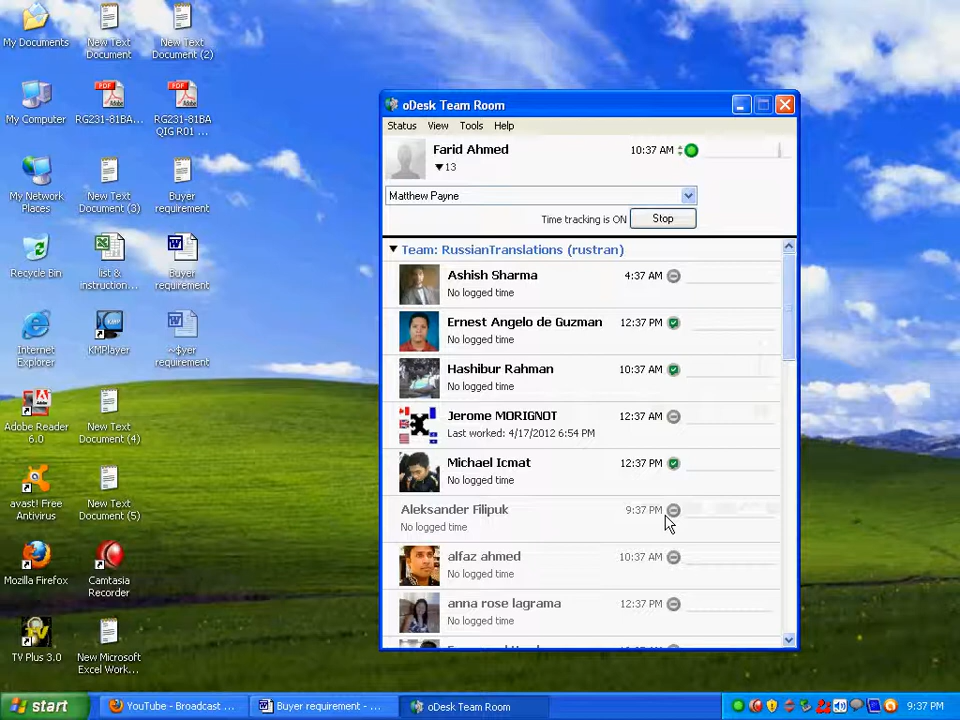 My Documents
New Text
Document
New Text
Document (2)
My Computer
RG231-81BA...
RG231-81BA
QIG R01 ...
My Network
Places
New Text
Document (3)
Buyer
requirement
Recycle Bin
list &
instruction...
Buyer
requirement
Internet
Explorer
KMPlayer
~$yer
requirement
Adobe Reader
6.0
New Text
Document (4)
avast! Free
Antivirus
New Text
Document (5)
Mozilla Firefox
Camtasia
Recorder
TV Plus 3.0
New Microsoft
Excel Work...
oDesk Team Room
Status View Tools Help
Farid Ahmed 10:37 AM
13
Matthew Payne
Time tracking is ON Stop
Team: RussianTranslations (rustran)
Ashish Sharma 4:37 AM
No logged time
Ernest Angelo de Guzman 12:37 PM
No logged time
Hashibur Rahman 10:37 AM
No logged time
Jerome MORIGNOT 12:37 AM
Last worked: 4/17/2012 6:54 PM
Michael Icmat 12:37 PM
No logged time
Aleksander Filipuk 9:37 PM
No logged time
alfaz ahmed 10:37 AM
No logged time
anna rose lagrama 12:37 PM
No logged time
start YouTube - Broadcast ... Buyer requirement - ... oDesk Team Room 9:37 PM